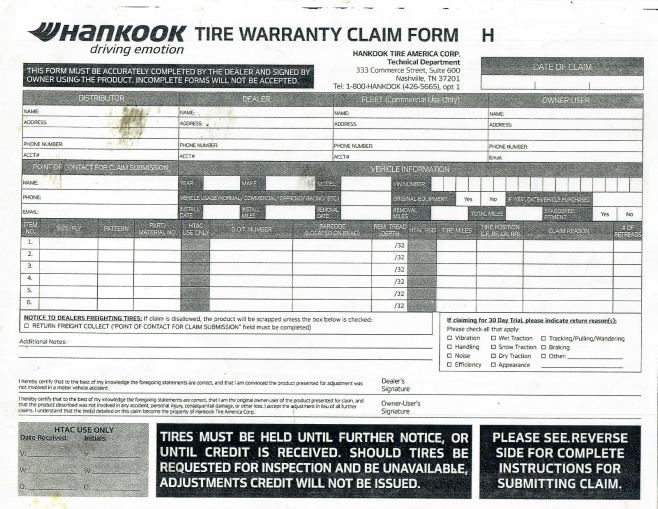 HANKOOK
driving emotion
TIRE WARRANTY CLAIM FORM H
HANKOOK TIRE AMERICA CORP.
Technical Department
333 Commerce Street, Suite 600
Nashville, TN 37201
Tel: 1-800-HANKOOK (426-5665), opt 1
DATE OF CLAIM
THIS FORM MUST BE ACCURATELY COMPLETED BY THE DEALER AND SIGNED BY
OWNER USING THE PRODUCT. INCOMPLETE FORMS WILL NOT BE ACCEPTED.
DISTRIBUTOR DEALER FLEET (Commercial Use Only) OWNER USER
NAME: NAME: NAME: NAME:
ADDRESS: ADDRESS: ADDRESS: ADDRESS:
PHONE NUMBER: PHONE NUMBER: PHONE NUMBER: PHONE NUMBER:
ACCT# ACCT# ACCT# Email:
POINT OF CONTACT FOR CLAIM SUBMISSION VEHICLE INFORMATION
NAME: YEAR MAKE MODEL VIN NUMBER
PHONE: VEHICLE USAGE (NORMAL / COMMERCIAL / OFFROAD / RACING / ETC.) ORIGINAL EQUIPMENT Yes No IF YES, DATE VEHICLE PURCHASED
EMAIL: INSTALL DATE INSTALL MILES REMOVAL DATE REMOVAL MILES TOTAL MILES STAGGERED FITMENT Yes No
ITEM NO. SIZE/PLY PATTERN PART/ MATERIAL NO. HTAC USE ONLY D.O.T. NUMBER BARCODE (LOCATED ON BEAD) REM. TREAD DEPTH HTAC RSD TIRE MILES TIRE POSITION (LF, RF, LR, RR) CLAIM REASON # OF RETREADS
1. /32
2. /32
3. /32
4. /32
5. /32
6. /32
NOTICE TO DEALERS FREIGHTING TIRES: If claim is disallowed, the product will be scrapped unless the box below is checked:
☐ RETURN FREIGHT COLLECT ("POINT OF CONTACT FOR CLAIM SUBMISSION" field must be completed)
Additional Notes:
If claiming for 30 Day Trial, please indicate return reason(s):
Please check all that apply:
☐ Vibration ☐ Wet Traction ☐ Tracking/Pulling/Wandering
☐ Handling ☐ Snow Traction ☐ Braking
☐ Noise ☐ Dry Traction ☐ Other:
☐ Efficiency ☐ Appearance
I hereby certify that to the best of my knowledge the foregoing statements are correct, and that I am convinced the product presented for adjustment was
not involved in a motor vehicle accident.
Dealer's
Signature
I hereby certify that to the best of my knowledge the foregoing statements are correct, that I am the original owner-user of the product presented for claim, and
that the product described was not involved in any accident, personal injury, consequential damage, or other loss. I accept the adjustment in lieu of all further
claims. I understand that the tire(s) detailed on this claim become the property of Hankook Tire America Corp.
Owner-User's
Signature
HTAC USE ONLY
Date Received: Initials:
V:
W:
O:
TIRES MUST BE HELD UNTIL FURTHER NOTICE, OR
UNTIL CREDIT IS RECEIVED. SHOULD TIRES BE
REQUESTED FOR INSPECTION AND BE UNAVAILABLE,
ADJUSTMENTS CREDIT WILL NOT BE ISSUED.
PLEASE SEE REVERSE
SIDE FOR COMPLETE
INSTRUCTIONS FOR
SUBMITTING CLAIM.